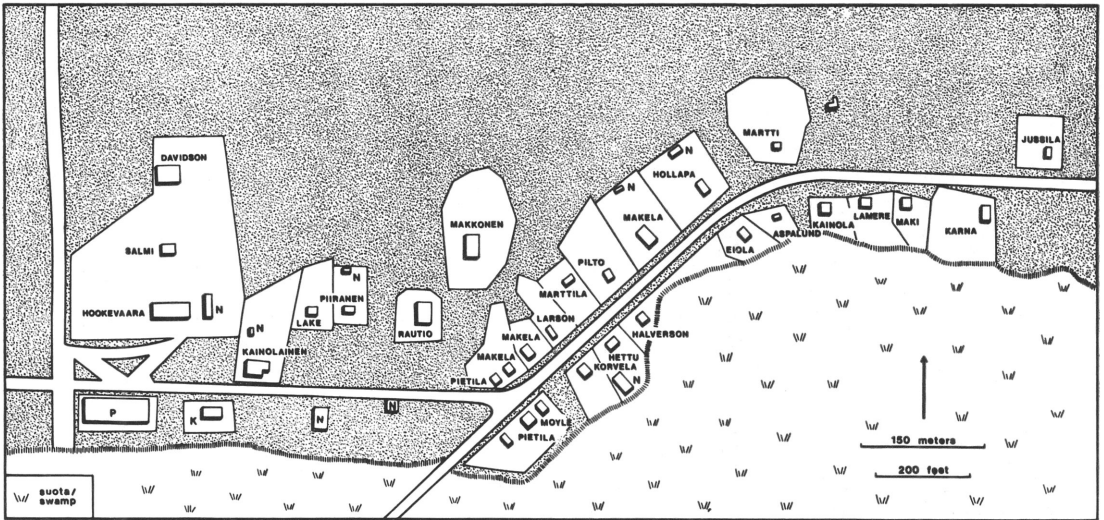 DAVIDSON
SALMI
HOOKEVAARA
N
N
KAINOLAINEN
LAKE
N
PIIRANEN
RAUTIO
MAKKONEN
PIETILA
MAKELA
MAKELA
LARSON
MARTTILA
PILTO
N
MAKELA
N
HOLLAPA
MARTTI
JUSSILA
EIOLA
ASPALUND
KAINOLA
LAMERE
MAKI
KARNA
HALVERSON
HETTU
KORVELA
N
MOYLE
PIETILA
P
K
N
N
150 meters
200 feet
suota/
swamp